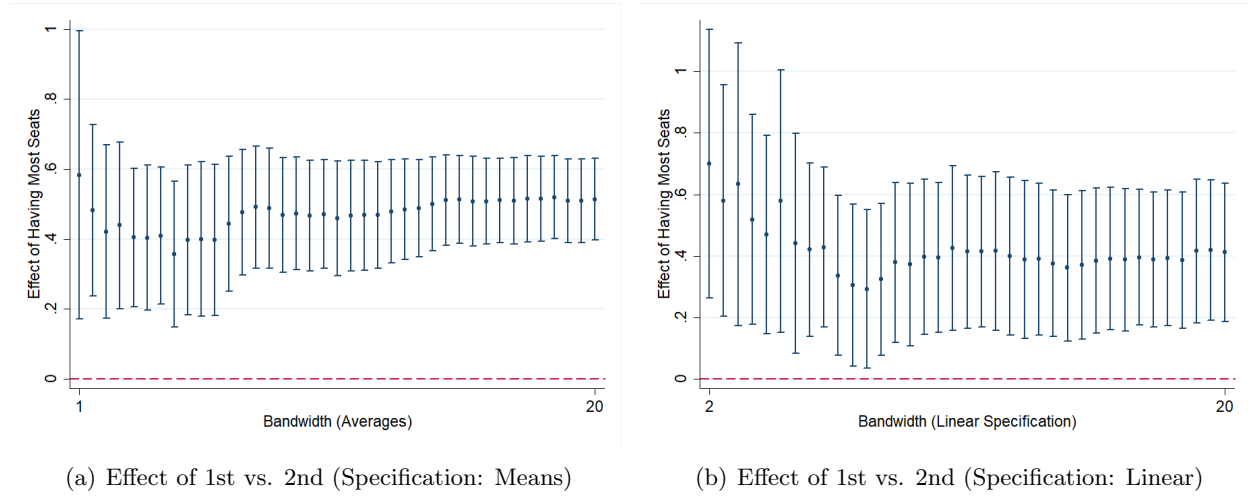 Effect of Having Most Seats
1
.8
.6
.4
.2
0
1
20
Bandwidth (Averages)
(a) Effect of 1st vs. 2nd (Specification: Means)
Effect of Having Most Seats
1
.8
.6
.4
.2
0
2
20
Bandwidth (Linear Specification)
(b) Effect of 1st vs. 2nd (Specification: Linear)